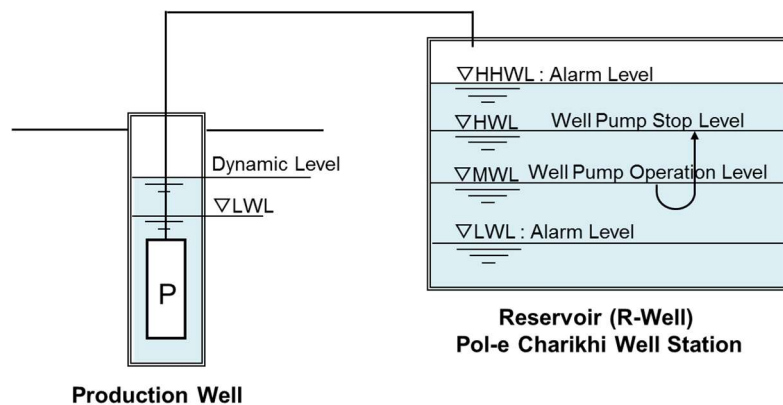 ▽HHWL : Alarm Level
▽HWL Well Pump Stop Level
Dynamic Level
▽MWL Well Pump Operation Level
▽LWL
▽LWL : Alarm Level
P
Reservoir (R-Well)
Pol-e Charikhi Well Station
Production Well